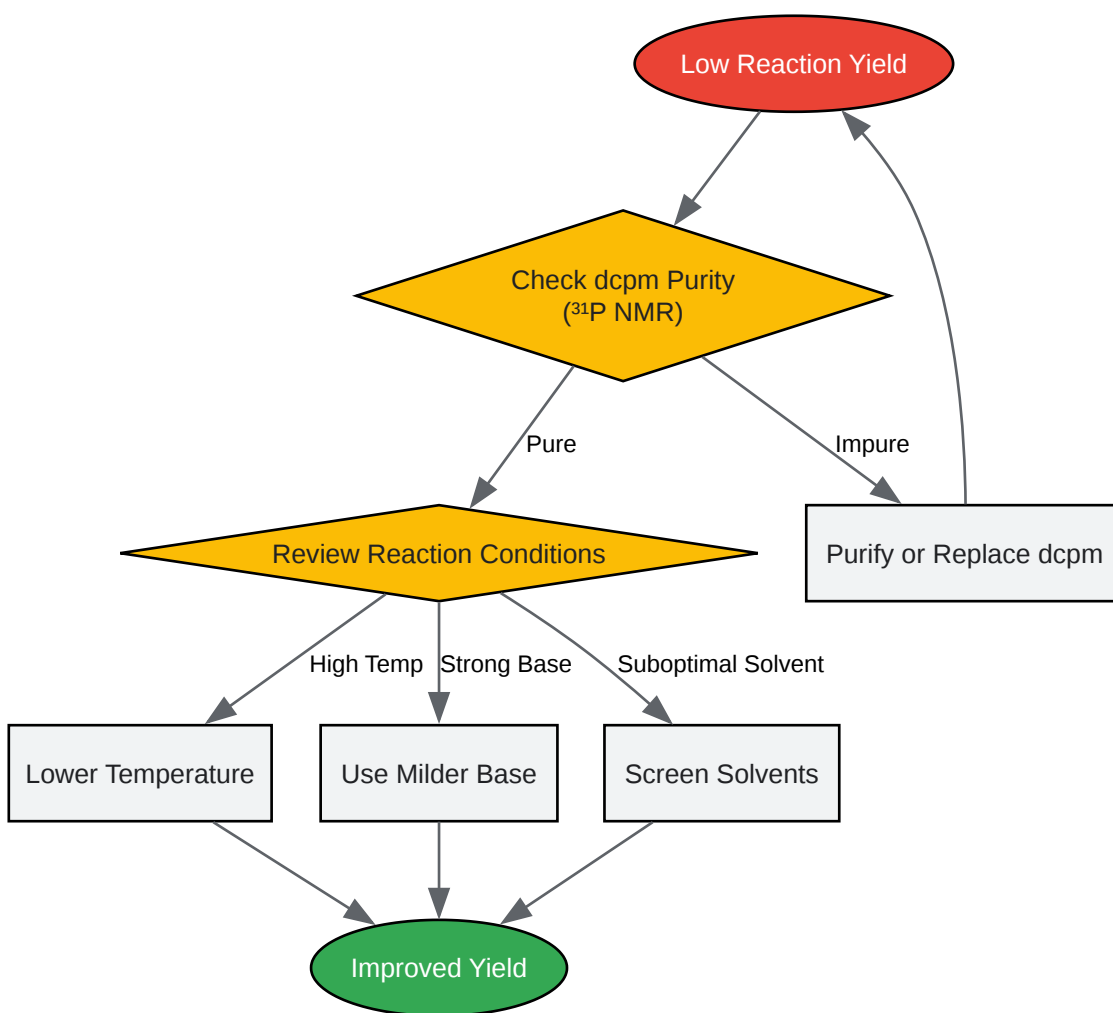 Low Reaction Yield
Check dcpm Purity
(³¹P NMR)
Pure
Impure
Review Reaction Conditions
Purify or Replace dcpm
High Temp
Strong Base
Suboptimal Solvent
Lower Temperature
Use Milder Base
Screen Solvents
Improved Yield